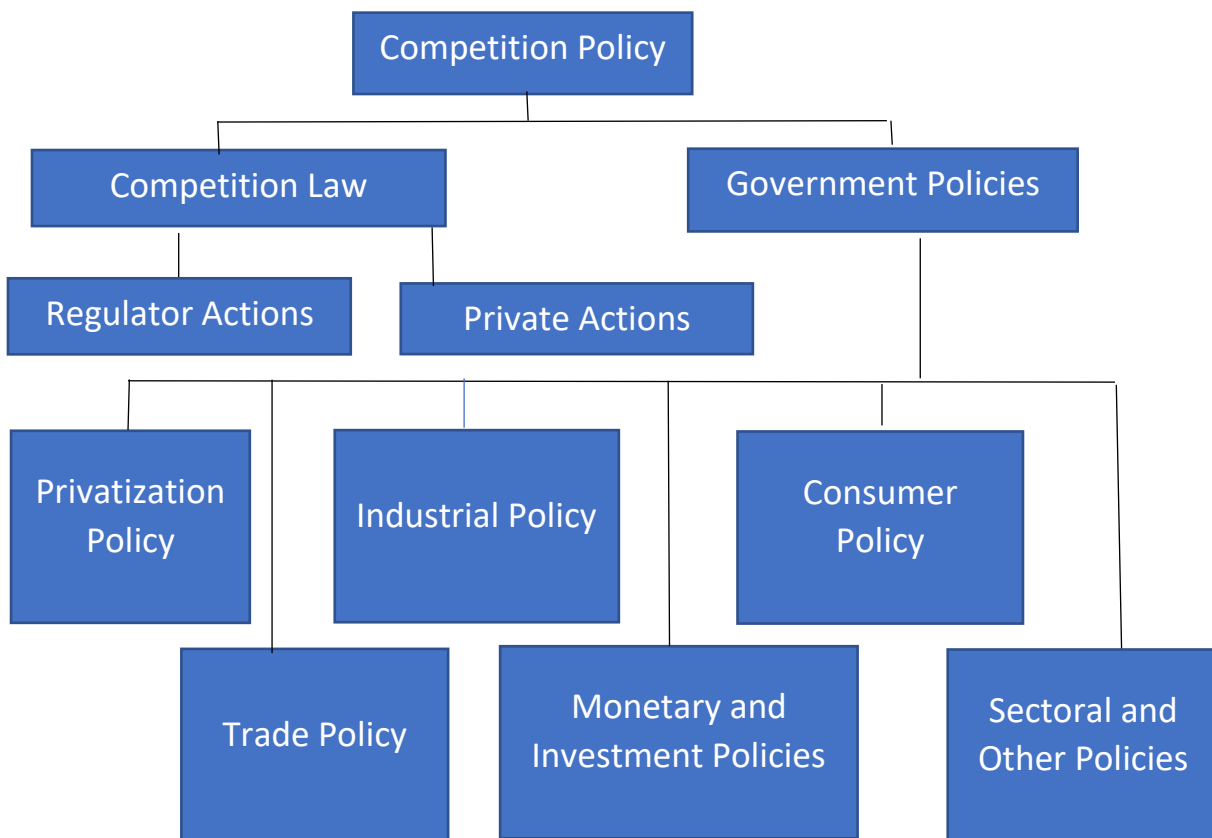 Competition Policy
Competition Law
Government Policies
Regulator Actions
Private Actions
Privatization
Policy
Industrial Policy
Consumer
Policy
Trade Policy
Monetary and
Investment Policies
Sectoral and
Other Policies